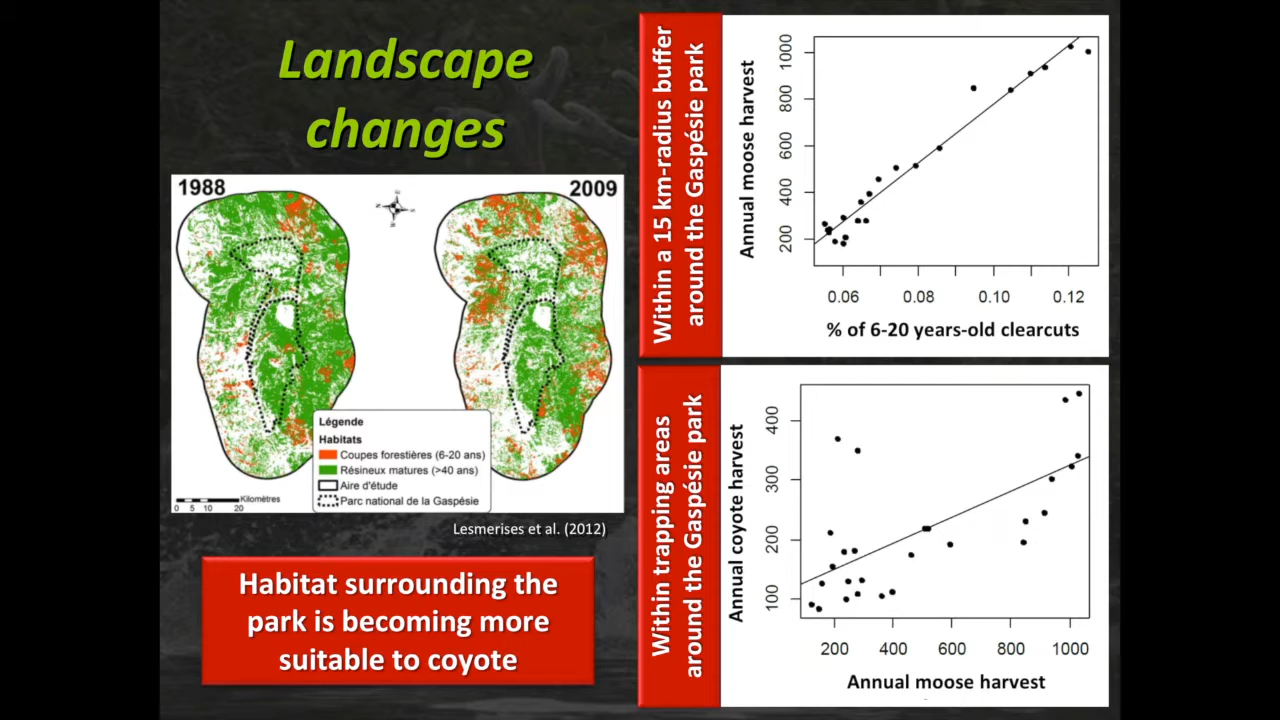 Landscape
changes
1988
2009
N
Légende
Habitats
Coupes forestières (6-20 ans)
Résineux matures (>40 ans)
Aire d'étude
Parc national de la Gaspésie
Kilomètres
0 5 10 20
Lesmerises et al. (2012)
Habitat surrounding the
park is becoming more
suitable to coyote
Within a 15 km-radius buffer
around the Gaspésie park
Annual moose harvest
1000
800
600
400
200
0.06 0.08 0.10 0.12
% of 6-20 years-old clearcuts
Within trapping areas
around the Gaspésie park
Annual coyote harvest
400
300
200
100
200 400 600 800 1000
Annual moose harvest